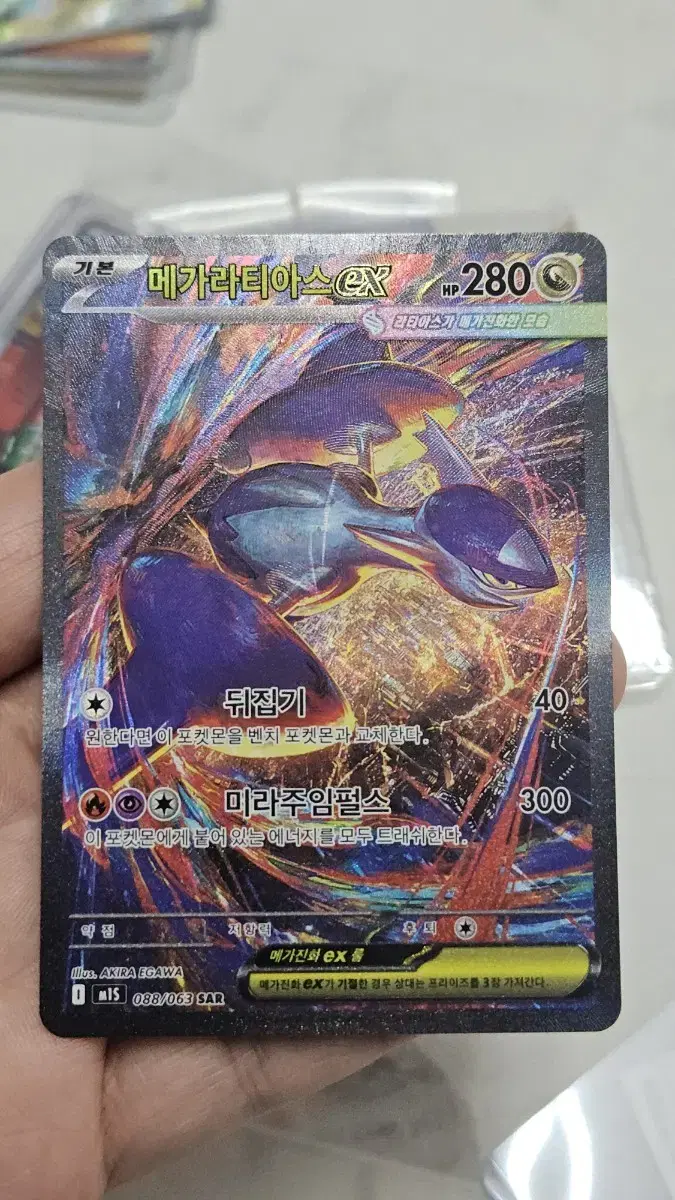 기본 메가라티아스 ex HP 280
라티아스가 메가진화한 모습
뒤집기 40
원한다면 이 포켓몬을 벤치 포켓몬과 교체한다.
미라주임펄스 300
이 포켓몬에게 붙어 있는 에너지를 모두 트래쉬한다.
약점 저항력 후퇴
메가진화 ex 룰
메가진화 ex가 기절한 경우 상대는 프라이즈를 3장 가져간다.
Illus. AKIRA EGAWA
I M1S 088/063 SAR